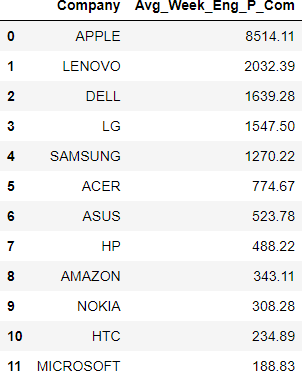 Company Avg_Week_Eng_P_Com
0 APPLE 8514.11
1 LENOVO 2032.39
2 DELL 1639.28
3 LG 1547.50
4 SAMSUNG 1270.22
5 ACER 774.67
6 ASUS 523.78
7 HP 488.22
8 AMAZON 343.11
9 NOKIA 308.28
10 HTC 234.89
11 MICROSOFT 188.83